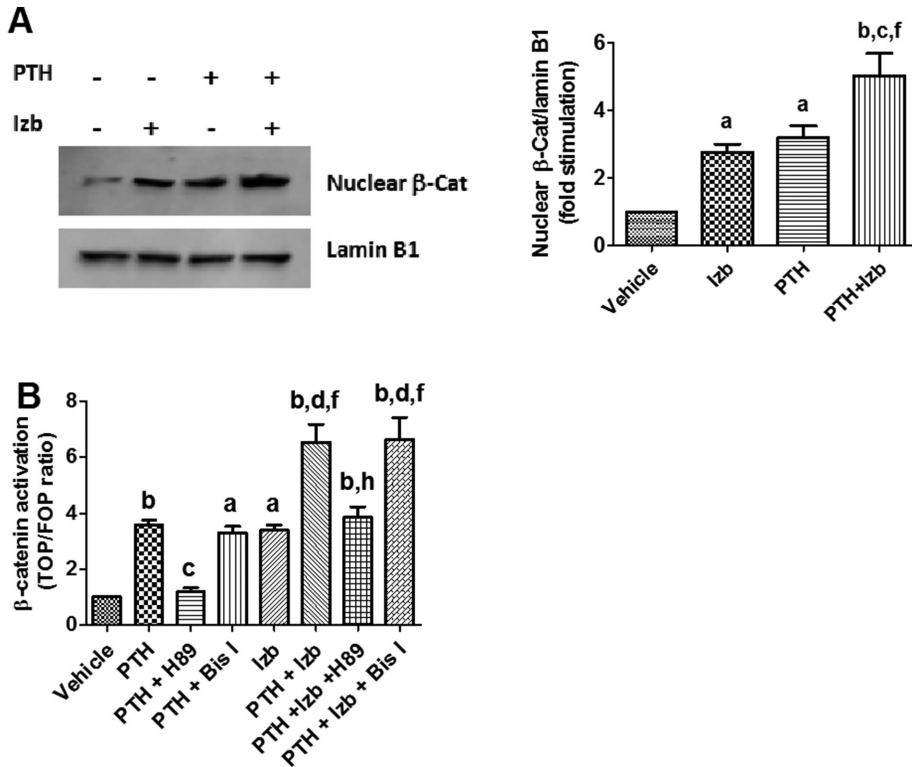 A
PTH - - + +
Izb - + - +
Nuclear β-Cat
Lamin B1
Nuclear β-Cat/lamin B1
(fold stimulation)
6
4
2
0
a
a
b,c,f
Vehicle
Izb
PTH
PTH+Izb
B
β-catenin activation
(TOP/FOP ratio)
8
6
4
2
0
b
c
a
a
b,d,f
b,h
b,d,f
Vehicle
PTH
PTH + H89
PTH + Bis I
Izb
PTH + Izb
PTH +Izb +H89
PTH + Izb + Bis I